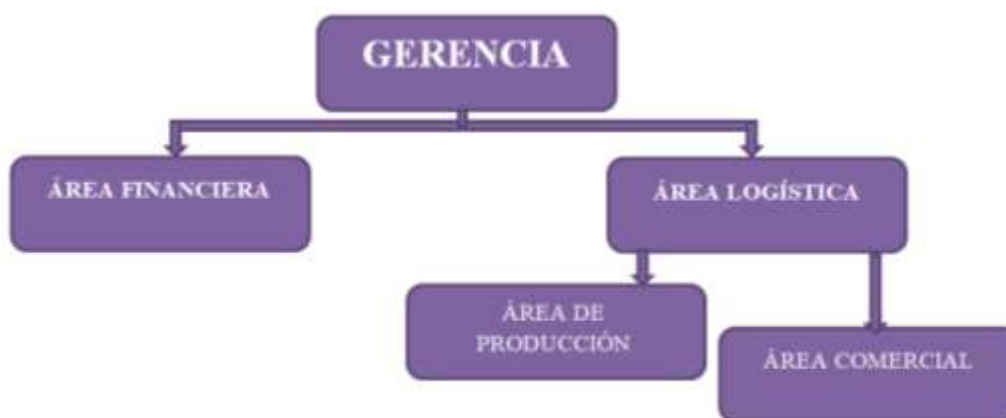 GERENCIA
ÁREA FINANCIERA
ÁREA LOGÍSTICA
ÁREA DE
PRODUCCIÓN
ÁREA COMERCIAL